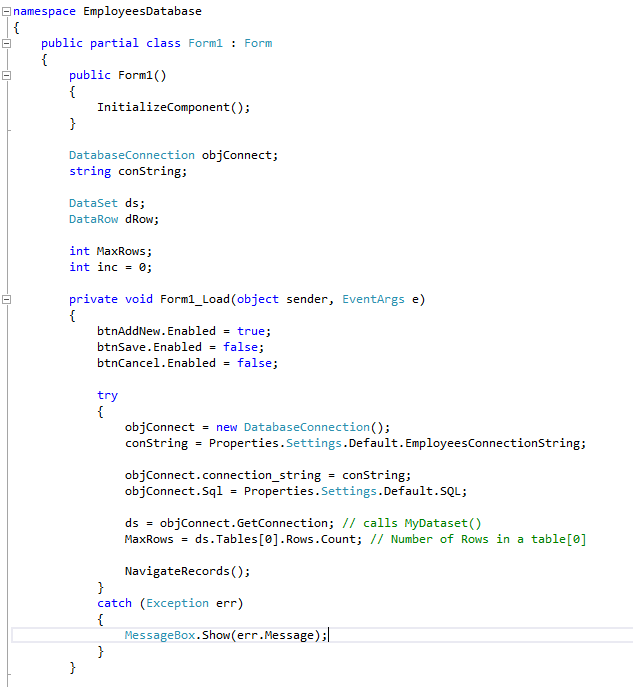 namespace EmployeesDatabase
{
    public partial class Form1 : Form
    {
        public Form1()
        {
            InitializeComponent();
        }

        DatabaseConnection objConnect;
        string conString;

        DataSet ds;
        DataRow dRow;

        int MaxRows;
        int inc = 0;

        private void Form1_Load(object sender, EventArgs e)
        {
            btnAddNew.Enabled = true;
            btnSave.Enabled = false;
            btnCancel.Enabled = false;

            try
            {
                objConnect = new DatabaseConnection();
                conString = Properties.Settings.Default.EmployeesConnectionString;

                objConnect.connection_string = conString;
                objConnect.Sql = Properties.Settings.Default.SQL;

                ds = objConnect.GetConnection; // calls MyDataset()
                MaxRows = ds.Tables[0].Rows.Count; // Number of Rows in a table[0]

                NavigateRecords();
            }
            catch (Exception err)
            {
                MessageBox.Show(err.Message);
            }
        }